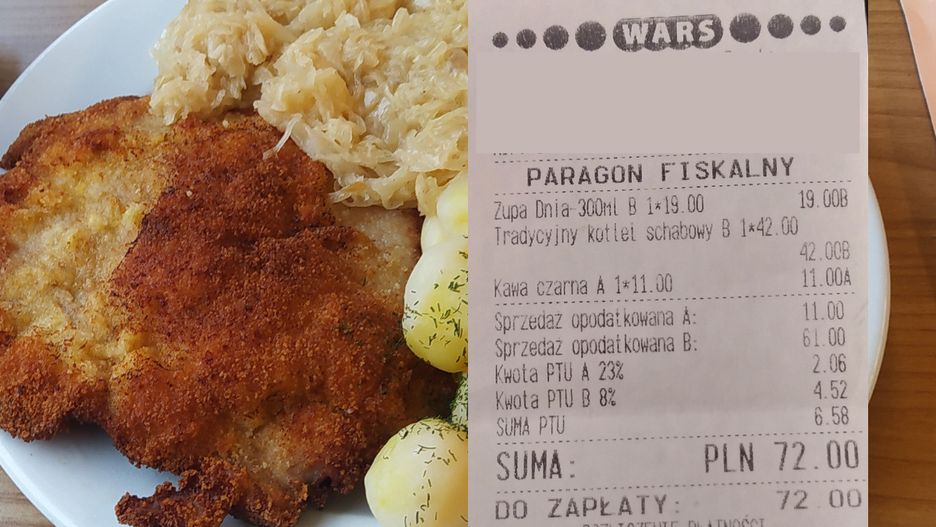 WARS
PARAGON FISKALNY
Zupa Dnia-300ml B 1*19.00 19.00B
Tradycyjny kotlet schabowy B 1*42.00
42.00B
Kawa czarna A 1*11.00 11.00A
Sprzedaż opodatkowana A: 11.00
Sprzedaż opodatkowana B: 61.00
Kwota PTU A 23% 2.06
Kwota PTU B 8% 4.52
SUMA PTU 6.58
SUMA: PLN 72.00
DO ZAPŁATY: 72.00